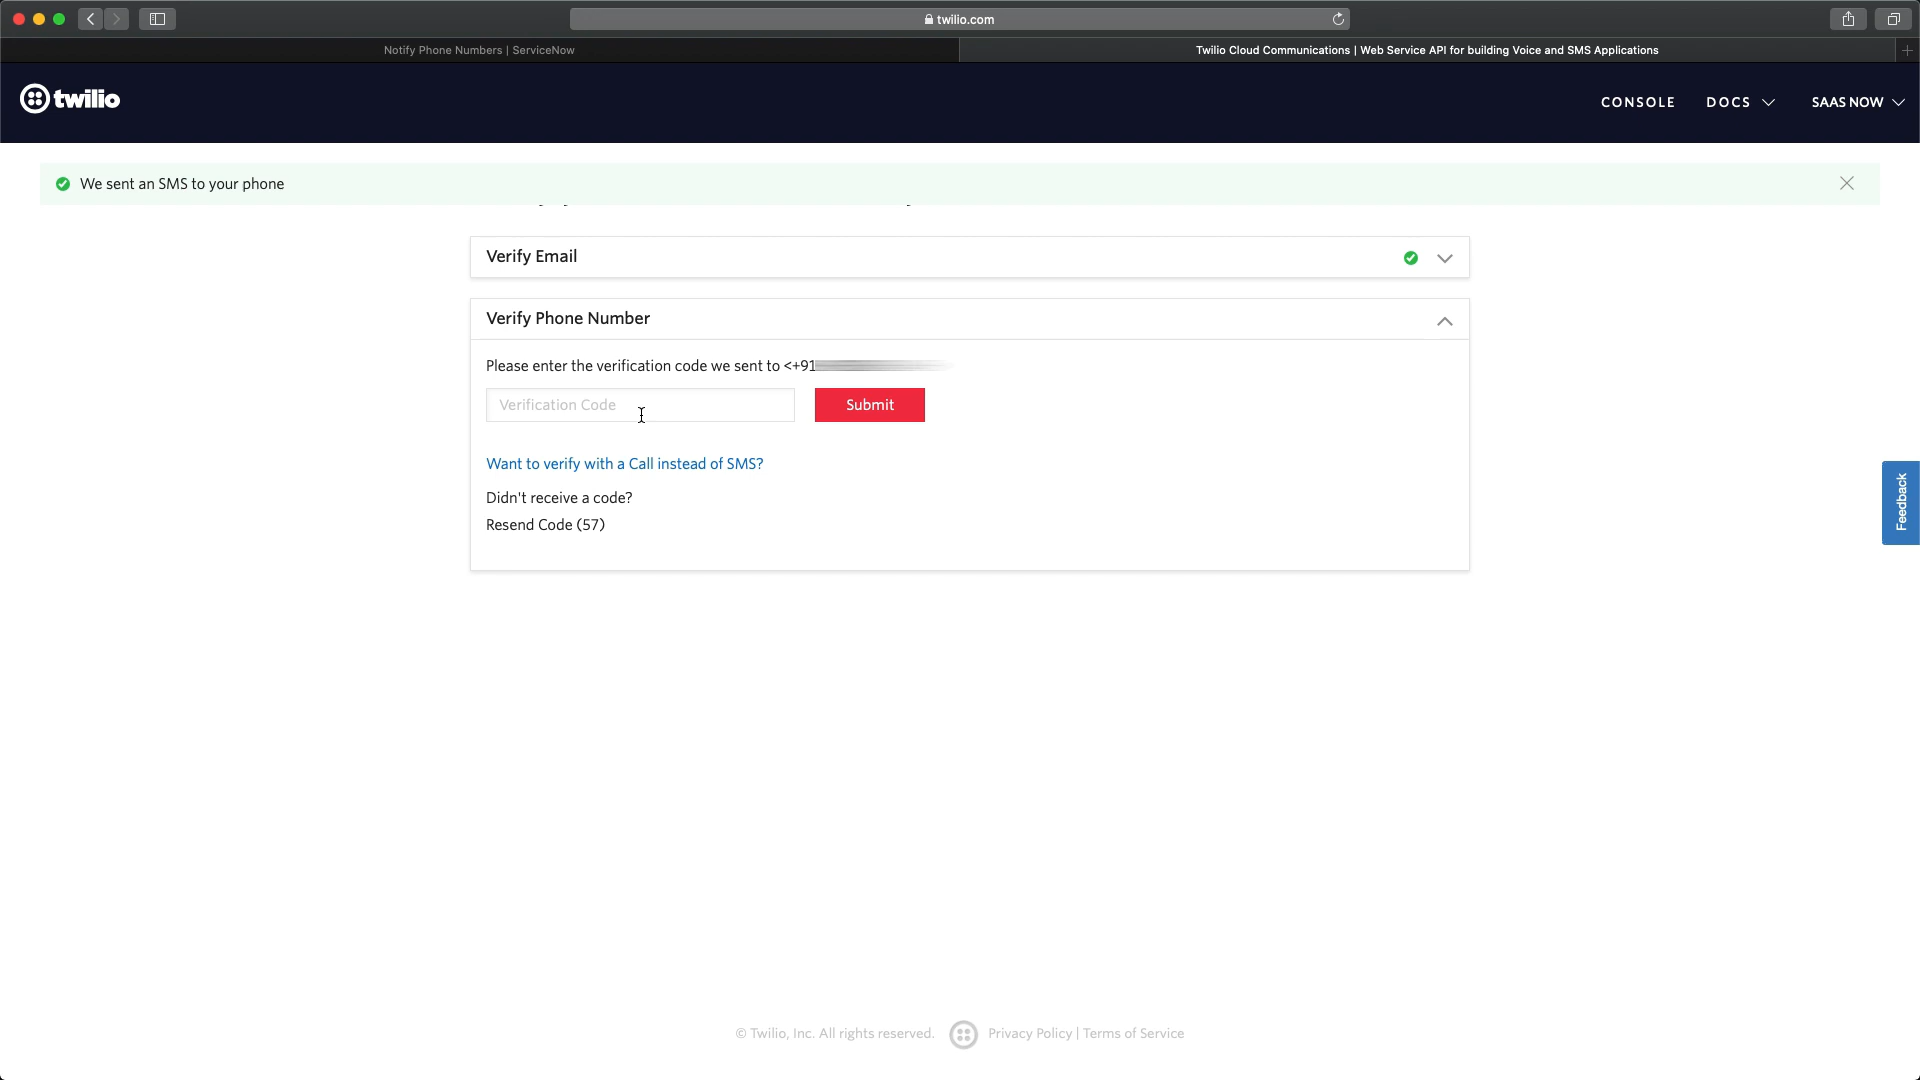 twilio.com
Notify Phone Numbers | ServiceNow
Twilio Cloud Communications | Web Service API for building Voice and SMS Applications
twilio
CONSOLE
DOCS
SAAS NOW
We sent an SMS to your phone
Verify Email
Verify Phone Number
Please enter the verification code we sent to <+91
Verification Code
Submit
Want to verify with a Call instead of SMS?
Didn't receive a code?
Resend Code (57)
Feedback
© Twilio, Inc. All rights reserved.
Privacy Policy | Terms of Service